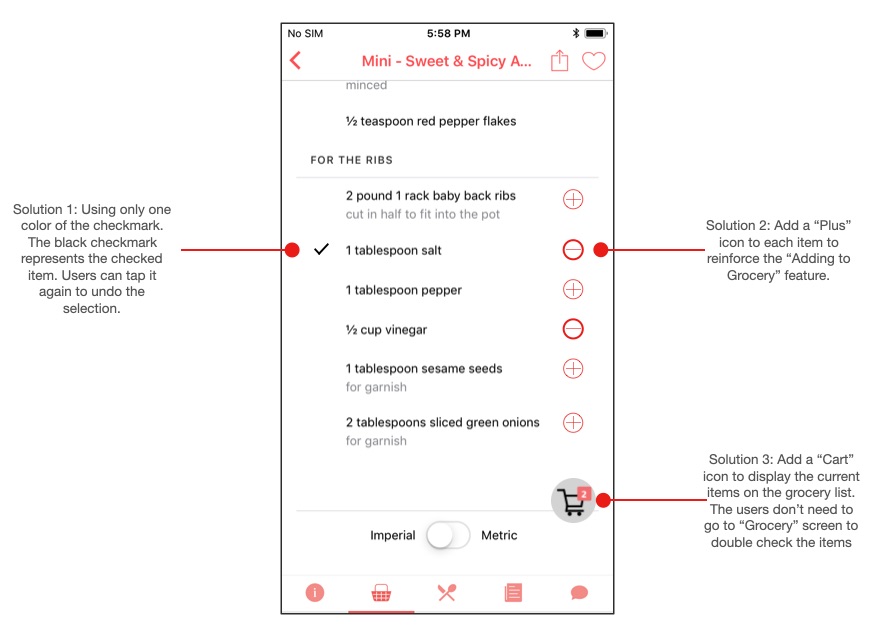 No SIM 5:58 PM
Mini - Sweet & Spicy A...
minced
½ teaspoon red pepper flakes
FOR THE RIBS
2 pound 1 rack baby back ribs
cut in half to fit into the pot
1 tablespoon salt
1 tablespoon pepper
½ cup vinegar
1 tablespoon sesame seeds
for garnish
2 tablespoons sliced green onions
for garnish
2
Imperial Metric
i
Solution 1: Using only one
color of the checkmark.
The black checkmark
represents the checked
item. Users can tap it
again to undo the
selection.
Solution 2: Add a “Plus”
icon to each item to
reinforce the “Adding to
Grocery” feature.
Solution 3: Add a “Cart”
icon to display the current
items on the grocery list.
The users don’t need to
go to “Grocery” screen to
double check the items